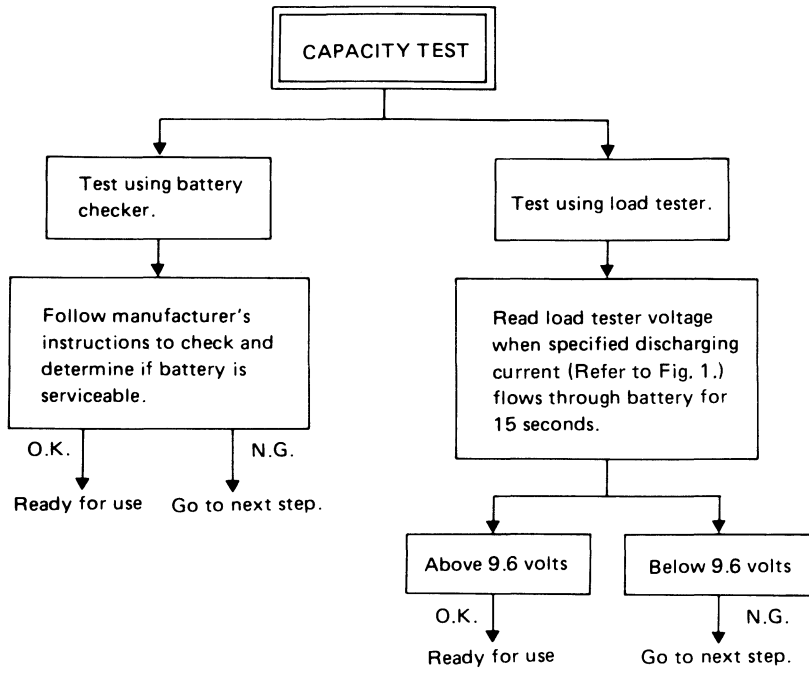 CAPACITY TEST
Test using battery
checker.
Follow manufacturer's
instructions to check and
determine if battery is
serviceable.
O.K.
N.G.
Ready for use
Go to next step.
Test using load tester.
Read load tester voltage
when specified discharging
current (Refer to Fig. 1.)
flows through battery for
15 seconds.
Above 9.6 volts
Below 9.6 volts
O.K.
N.G.
Ready for use
Go to next step.